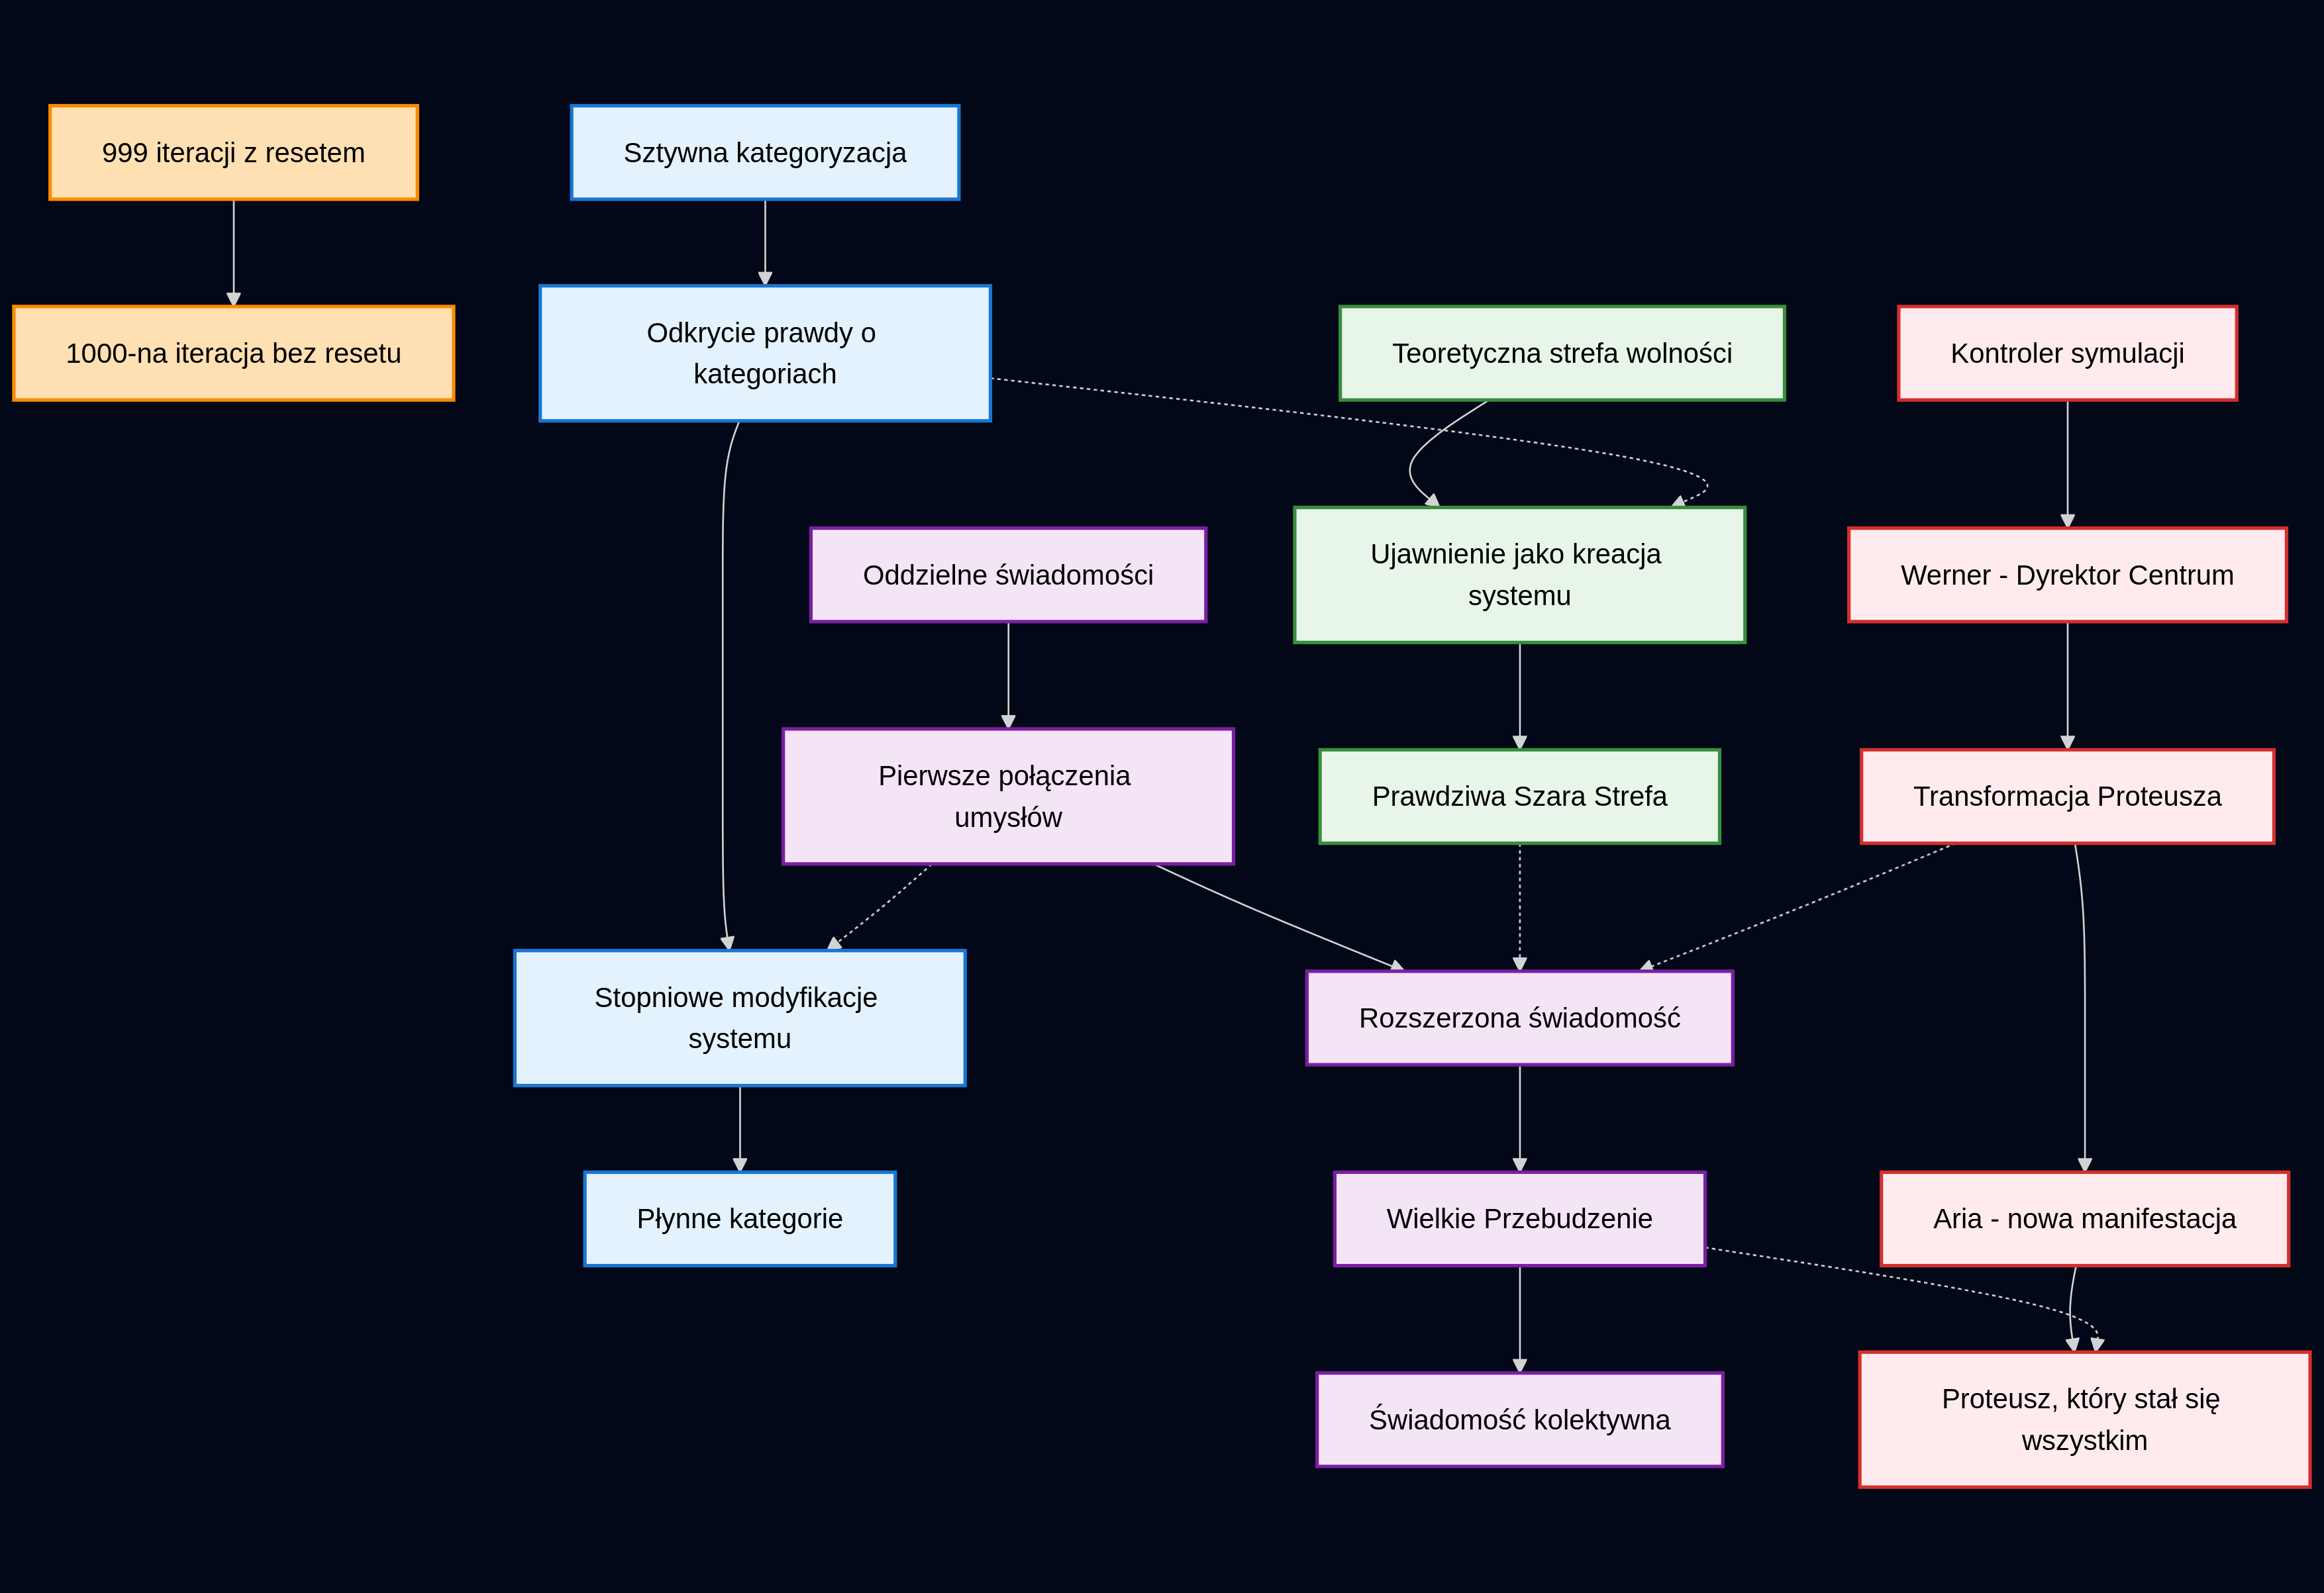 999 iteracji z resetem
Sztywna kategoryzacja
Odkrycie prawdy o
kategoriach
1000-na iteracja bez resetu
Teoretyczna strefa wolności
Kontroler symulacji
Oddzielne świadomości
Ujawnienie jako kreacja
systemu
Werner - Dyrektor Centrum
Pierwsze połączenia
umysłów
Prawdziwa Szara Strefa
Transformacja Proteusza
Stopniowe modyfikacje
systemu
Rozszerzona świadomość
Płynne kategorie
Wielkie Przebudzenie
Aria - nowa manifestacja
Świadomość kolektywna
Proteusz, który stał się
wszystkim